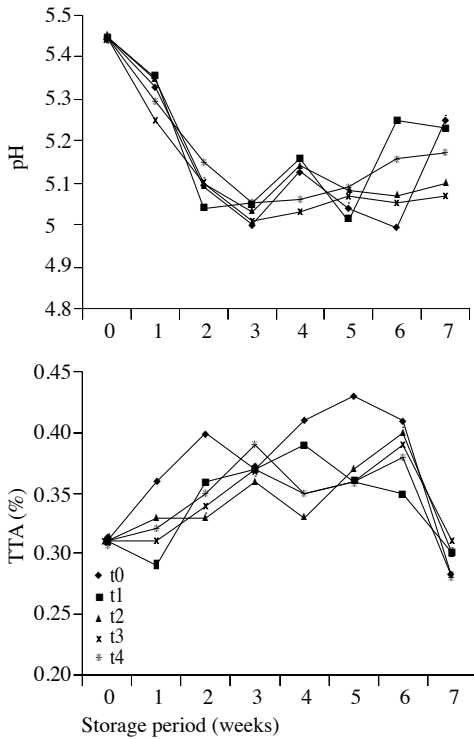 5.5
5.4
5.3
5.2
5.1
5
4.9
4.8
pH
0 1 2 3 4 5 6 7
0.45
0.40
0.35
0.30
0.25
0.20
TTA (%)
t0
t1
t2
t3
t4
0 1 2 3 4 5 6 7
Storage period (weeks)